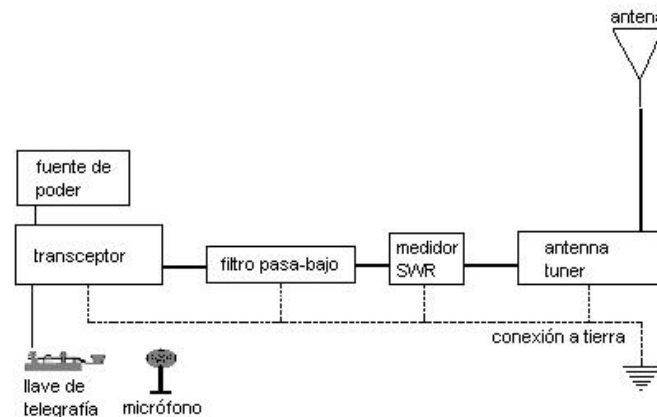 antena
fuente de
poder
transceptor
filtro pasa-bajo
medidor
SWR
antenna
tuner
conexión a tierra
llave de
telegrafía
micrófono